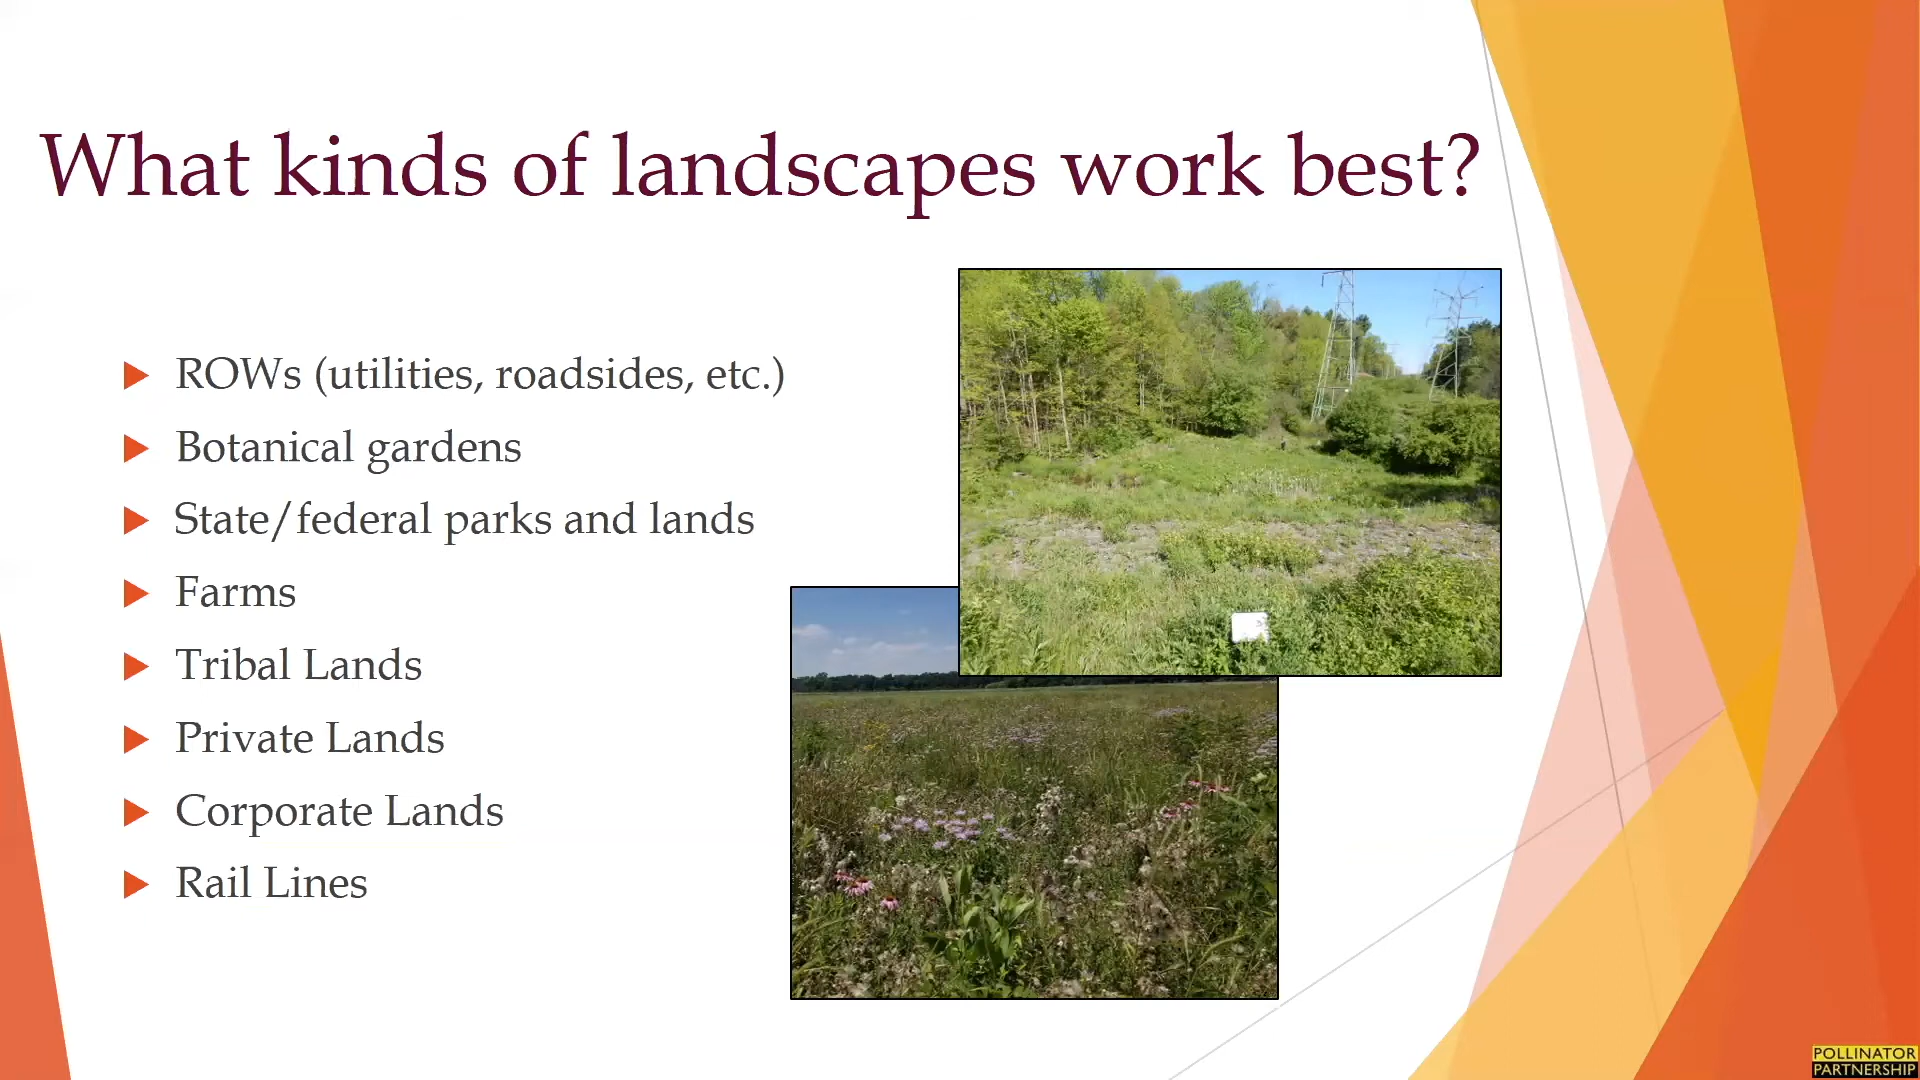 What kinds of landscapes work best?
ROWs (utilities, roadsides, etc.)
Botanical gardens
State/federal parks and lands
Farms
Tribal Lands
Private Lands
Corporate Lands
Rail Lines
POLLINATOR
PARTNERSHIP